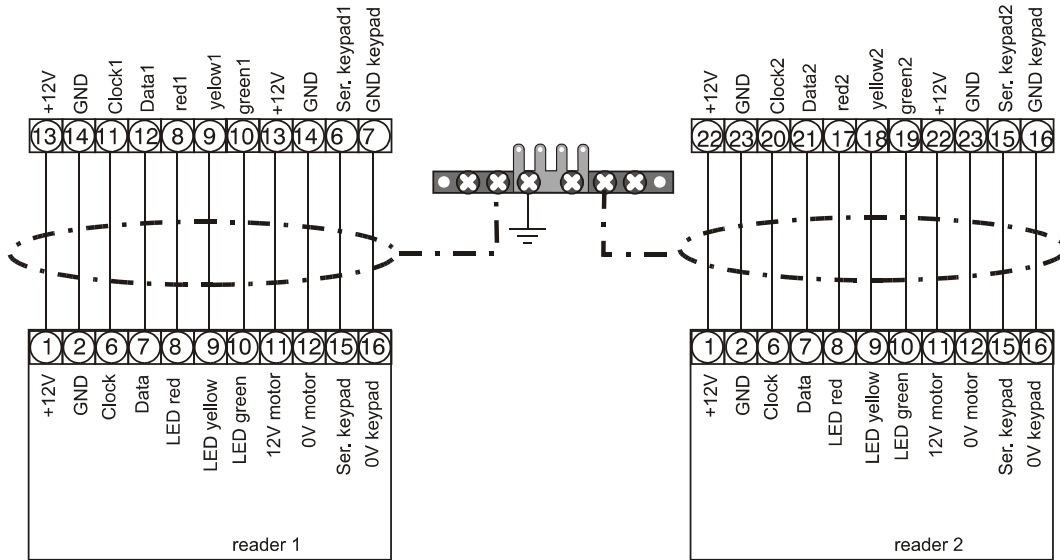 +12V GND Clock1 Data1 red1 yelow1 green1 +12V GND Ser. keypad1 GND keypad
13 14 11 12 8 9 10 13 14 6 7
1 2 6 7 8 9 10 11 12 15 16
+12V GND Clock Data LED red LED yellow LED green 12V motor 0V motor Ser. keypad 0V keypad
reader 1
+12V GND Clock2 Data2 red2 yellow2 green2 +12V GND Ser. keypad2 GND keypad
22 23 20 21 17 18 19 22 23 15 16
1 2 6 7 8 9 10 11 12 15 16
+12V GND Clock Data LED red LED yellow LED green 12V motor 0V motor Ser. keypad 0V keypad
reader 2